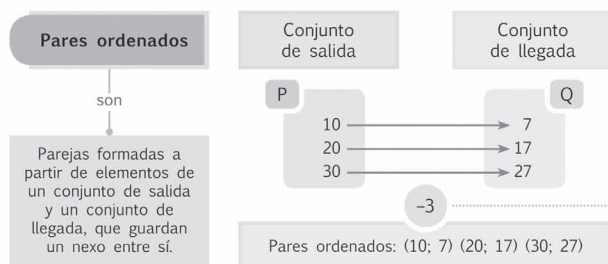 Pares ordenados
son
Parejas formadas a
partir de elementos de
un conjunto de salida
y un conjunto de
llegada, que guardan
un nexo entre sí.
Conjunto
de salida
Conjunto
de llegada
P
Q
10 7
20 17
30 27
–3
Pares ordenados: (10; 7) (20; 17) (30; 27)